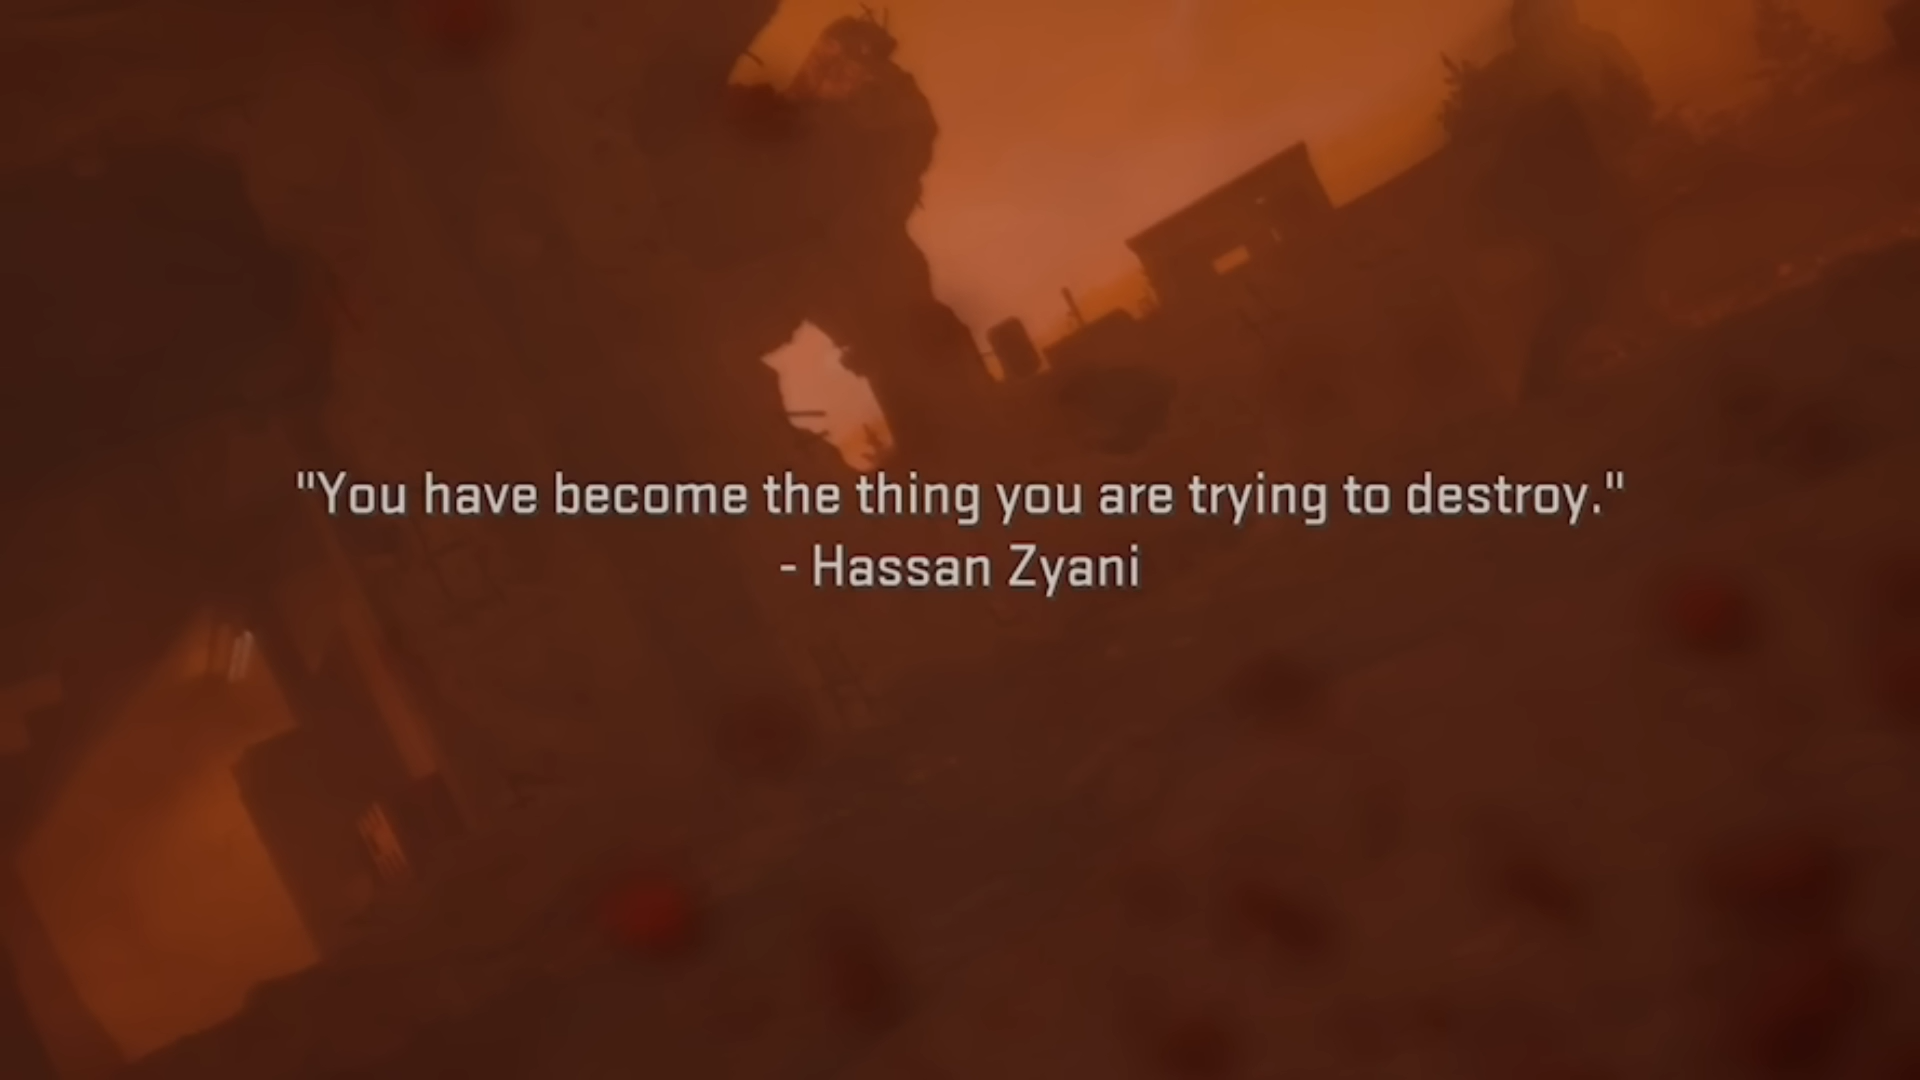 "You have become the thing you are trying to destroy."
- Hassan Zyani